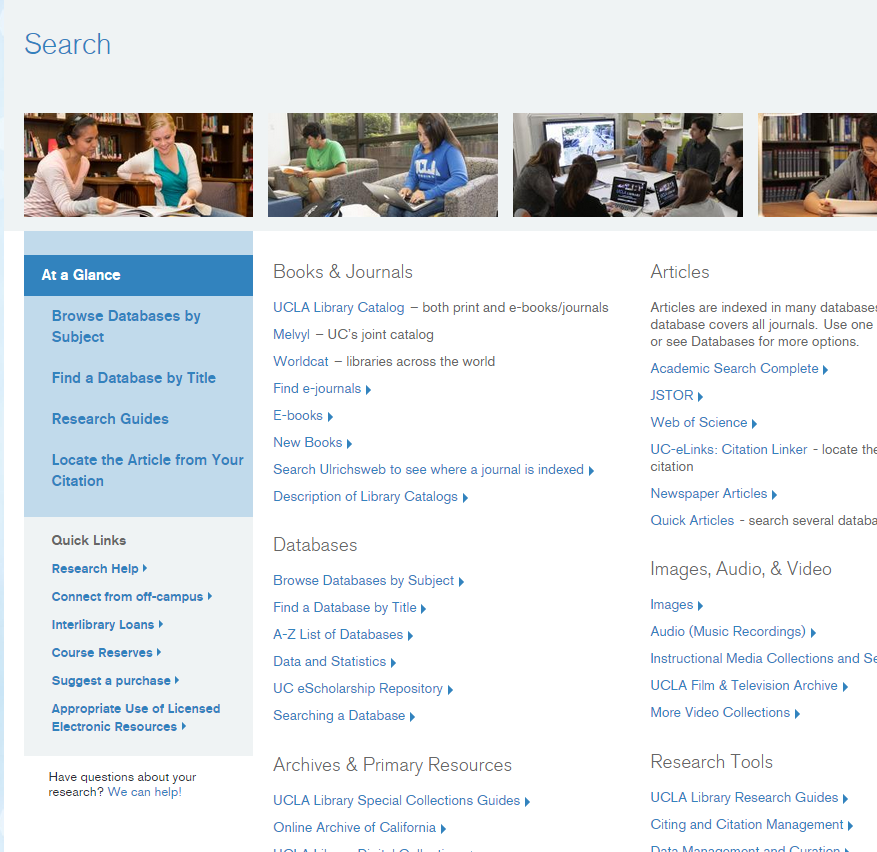 Search
UCLA
At a Glance
Browse Databases by
Subject
Find a Database by Title
Research Guides
Locate the Article from Your
Citation
Quick Links
Research Help
Connect from off-campus
Interlibrary Loans
Course Reserves
Suggest a purchase
Appropriate Use of Licensed
Electronic Resources
Have questions about your
research? We can help!
Books & Journals
UCLA Library Catalog – both print and e-books/journals
Melvyl – UC's joint catalog
Worldcat – libraries across the world
Find e-journals
E-books
New Books
Search Ulrichsweb to see where a journal is indexed
Description of Library Catalogs
Databases
Browse Databases by Subject
Find a Database by Title
A-Z List of Databases
Data and Statistics
UC eScholarship Repository
Searching a Database
Archives & Primary Resources
UCLA Library Special Collections Guides
Online Archive of California
UCLA Library Digital Collections
Articles
Articles are indexed in many databases
database covers all journals. Use one
or see Databases for more options.
Academic Search Complete
JSTOR
Web of Science
UC-eLinks: Citation Linker - locate the
citation
Newspaper Articles
Quick Articles - search several databa
Images, Audio, & Video
Images
Audio (Music Recordings)
Instructional Media Collections and Se
UCLA Film & Television Archive
More Video Collections
Research Tools
UCLA Library Research Guides
Citing and Citation Management
Data Management and Curation